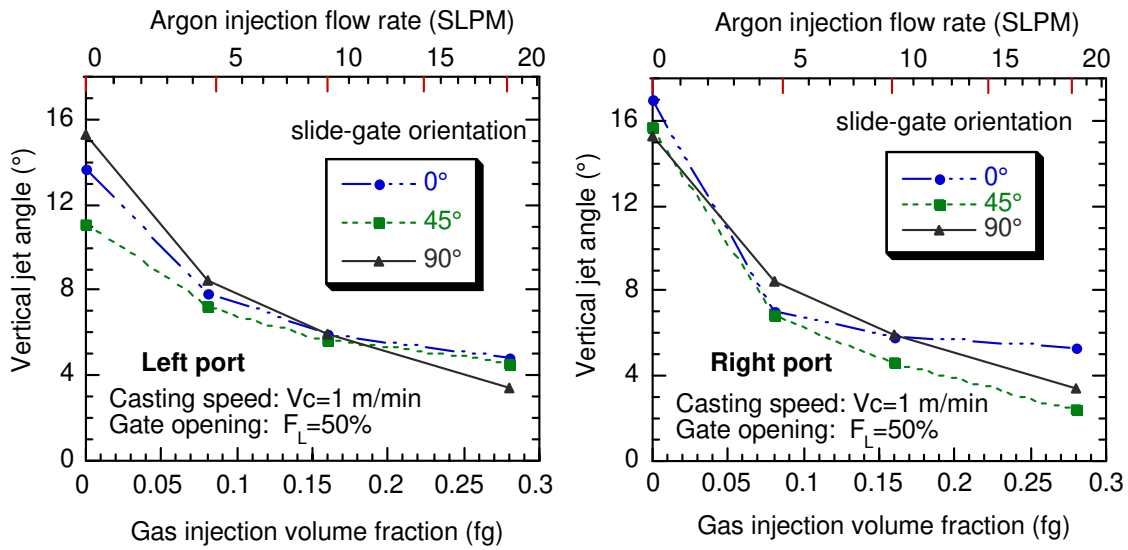 Argon injection flow rate (SLPM)
0 5 10 15 20
16
12
8
4
0
Vertical jet angle (°)
slide-gate orientation
0°
45°
90°
Left port
Casting speed: Vc=1 m/min
Gate opening: F_L=50%
0 0.05 0.1 0.15 0.2 0.25 0.3
Gas injection volume fraction (fg)
Argon injection flow rate (SLPM)
0 5 10 15 20
16
12
8
4
0
Vertical jet angle (°)
slide-gate orientation
0°
45°
90°
Right port
Casting speed: Vc=1 m/min
Gate opening: F_L=50%
0 0.05 0.1 0.15 0.2 0.25 0.3
Gas injection volume fraction (fg)